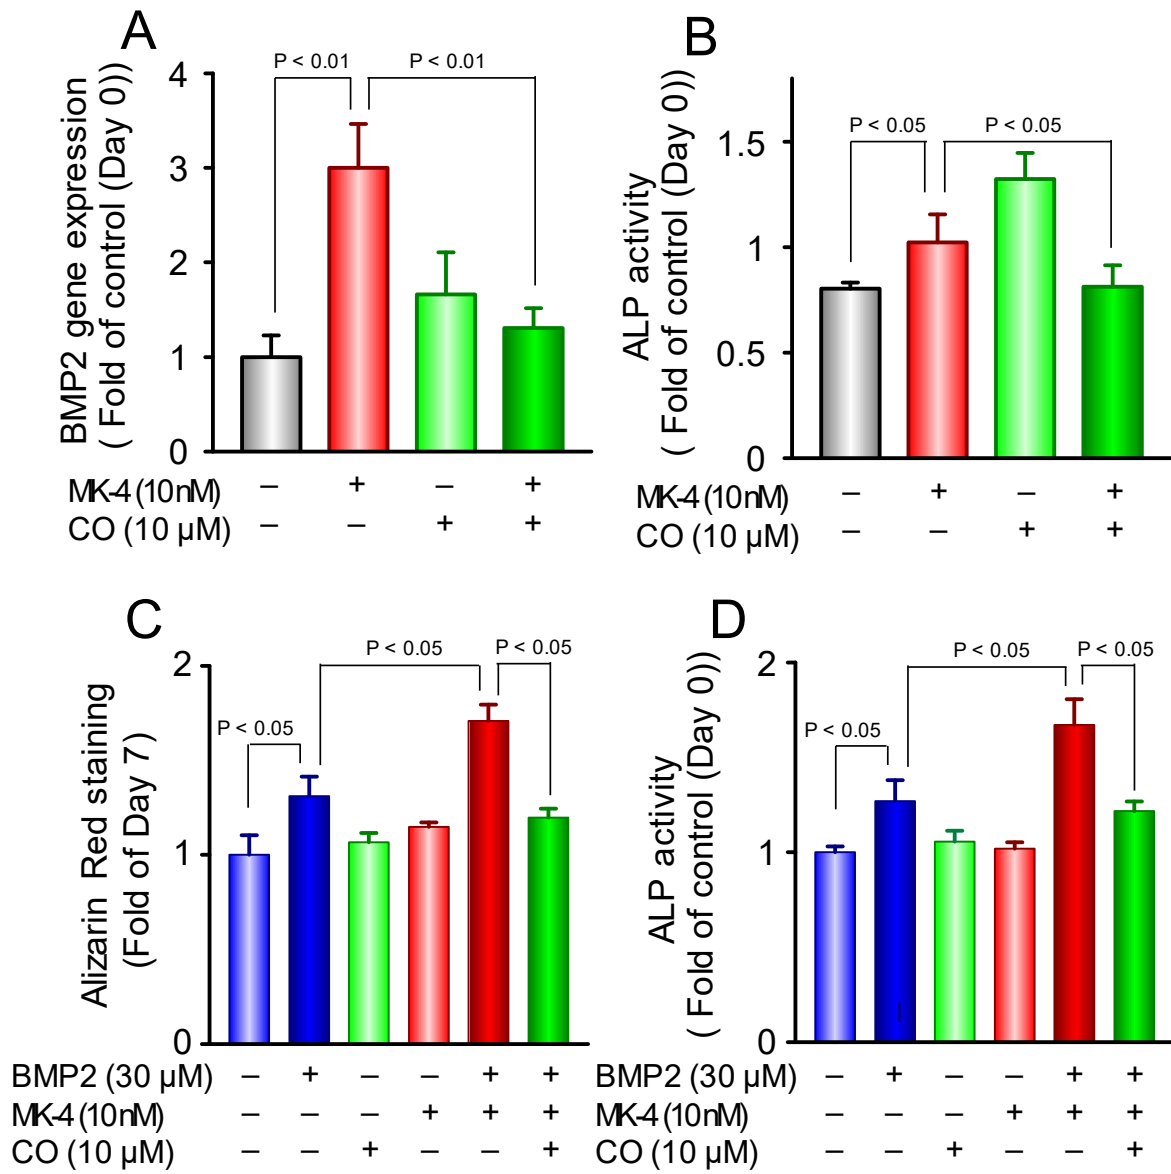 A
BMP2 gene expression
( Fold of control (Day 0))
P < 0.01
P < 0.01
4
3
2
1
0
MK-4 (10nM) – + – +
CO (10 µM) – – + +
B
ALP activity
( Fold of control (Day 0))
P < 0.05
P < 0.05
1.5
1
0.5
0
MK-4 (10nM) – + – +
CO (10 µM) – – + +
C
Alizarin Red staining
(Fold of Day 7)
P < 0.05
P < 0.05
P < 0.05
2
1
0
BMP2 (30 µM) – + – – + +
MK-4 (10nM) – – – + + +
CO (10 µM) – – + – – +
D
ALP activity
( Fold of control (Day 0))
P < 0.05
P < 0.05
P < 0.05
2
1
0
BMP2 (30 µM) – + – – + +
MK-4 (10nM) – – – + + +
CO (10 µM) – – + – – +